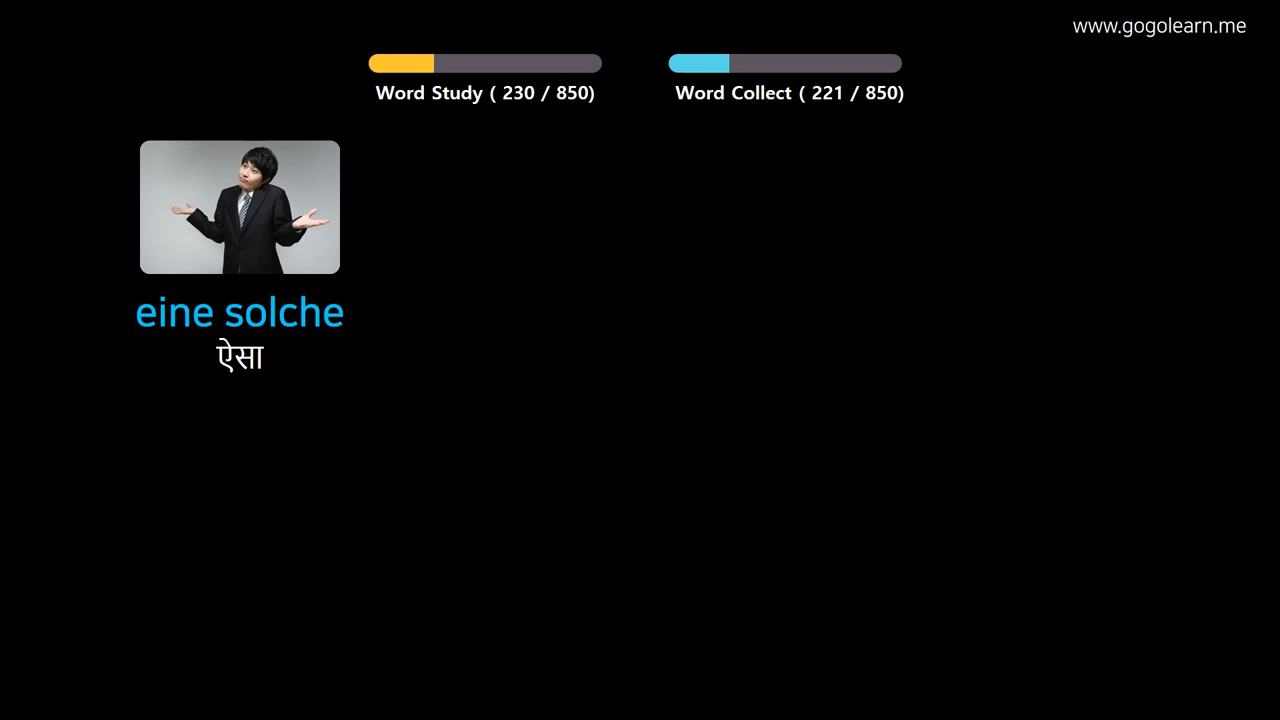 www.gogolearn.me
Word Study ( 230 / 850)
Word Collect ( 221 / 850)
eine solche
ऐसा